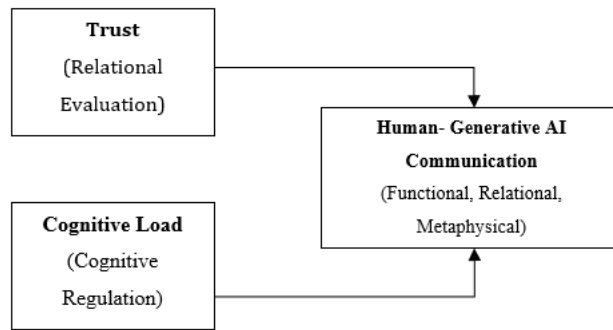 Trust
(Relational
Evaluation)
Human- Generative AI
Communication
(Functional, Relational,
Metaphysical)
Cognitive Load
(Cognitive
Regulation)